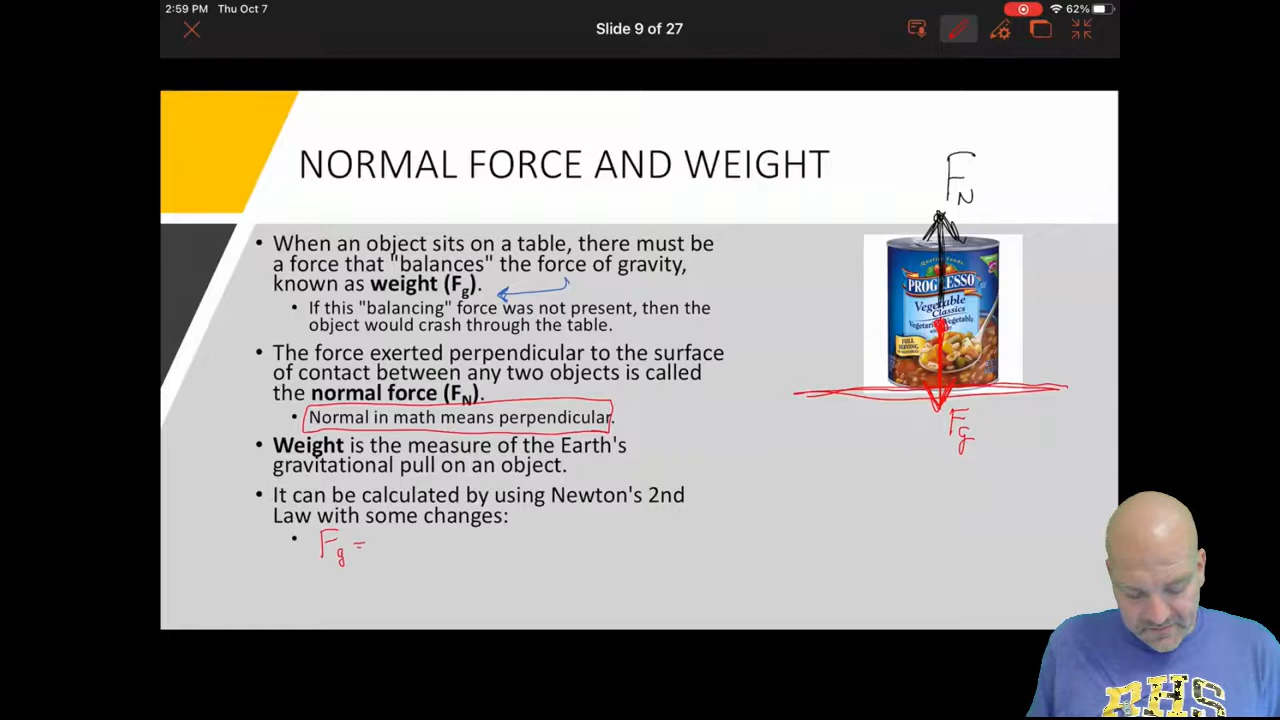 2:59 PM Thu Oct 7
62%
Slide 9 of 27
NORMAL FORCE AND WEIGHT
• When an object sits on a table, there must be
a force that "balances" the force of gravity,
known as weight (Fg).
• If this "balancing" force was not present, then the
object would crash through the table.
• The force exerted perpendicular to the surface
of contact between any two objects is called
the normal force (FN).
• Normal in math means perpendicular.
• Weight is the measure of the Earth's
gravitational pull on an object.
• It can be calculated by using Newton's 2nd
Law with some changes:
• Fg =
FN
PROGRESSO
Vegetable
Classics
Fg
BHS